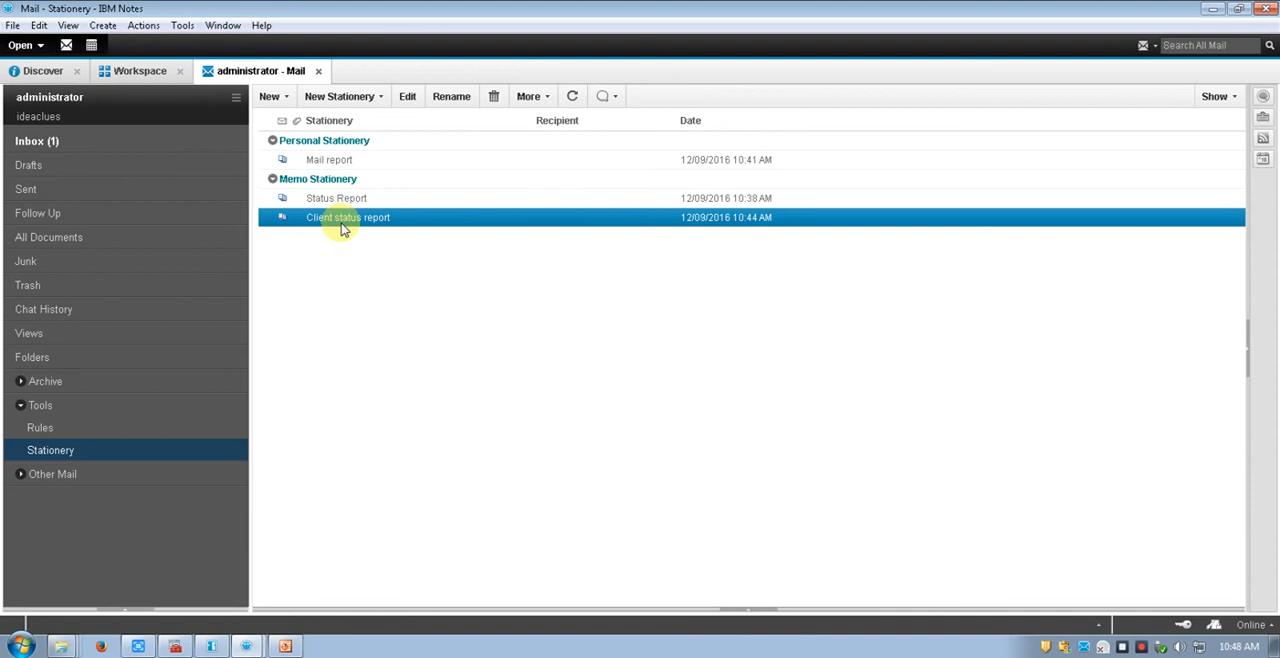 Mail - Stationery - IBM Notes
File Edit View Create Actions Tools Window Help
Open Search All Mail
Discover Workspace administrator - Mail
administrator
ideaclues
New New Stationery Edit Rename More Show
Stationery Recipient Date
Personal Stationery
Mail report 12/09/2016 10:41 AM
Memo Stationery
Status Report 12/09/2016 10:38 AM
Client status report 12/09/2016 10:44 AM
Inbox (1)
Drafts
Sent
Follow Up
All Documents
Junk
Trash
Chat History
Views
Folders
Archive
Tools
Rules
Stationery
Other Mail
Online
10:48 AM